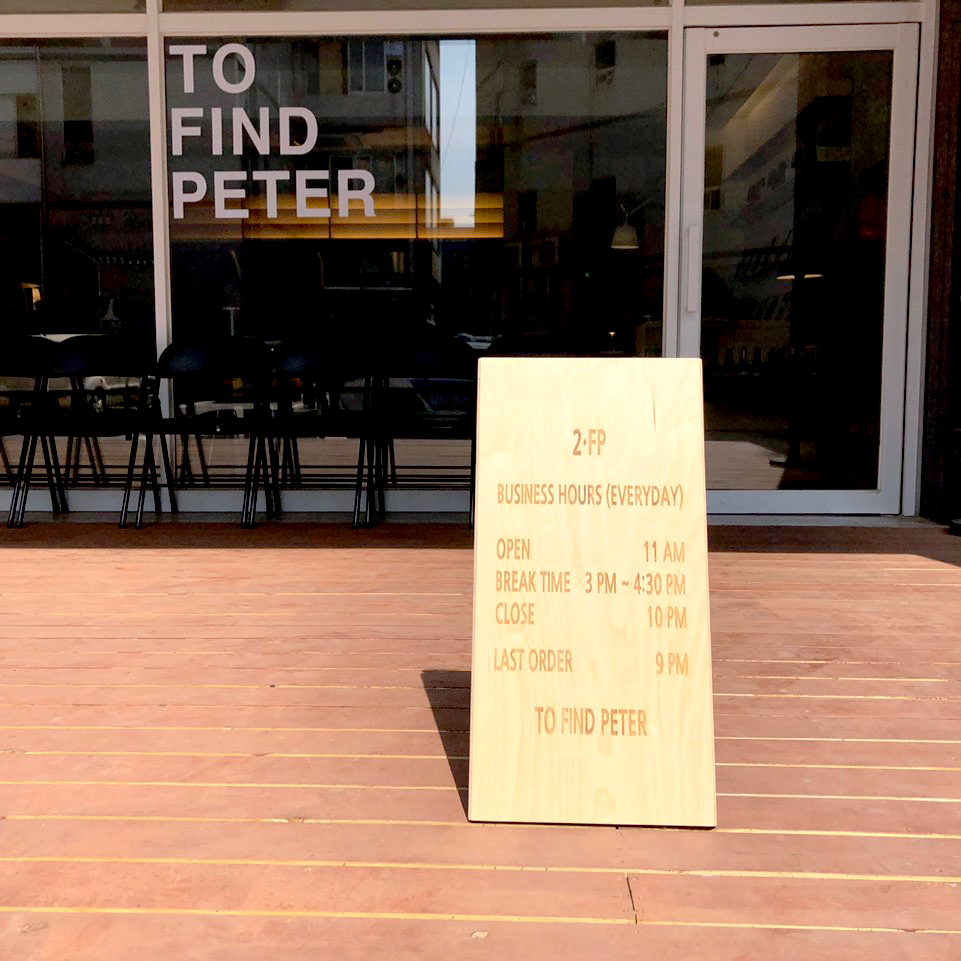 TO
FIND
PETER
2·FP
BUSINESS HOURS (EVERYDAY)
OPEN 11 AM
BREAK TIME 3 PM ~ 4:30 PM
CLOSE 10 PM
LAST ORDER 9 PM
TO FIND PETER